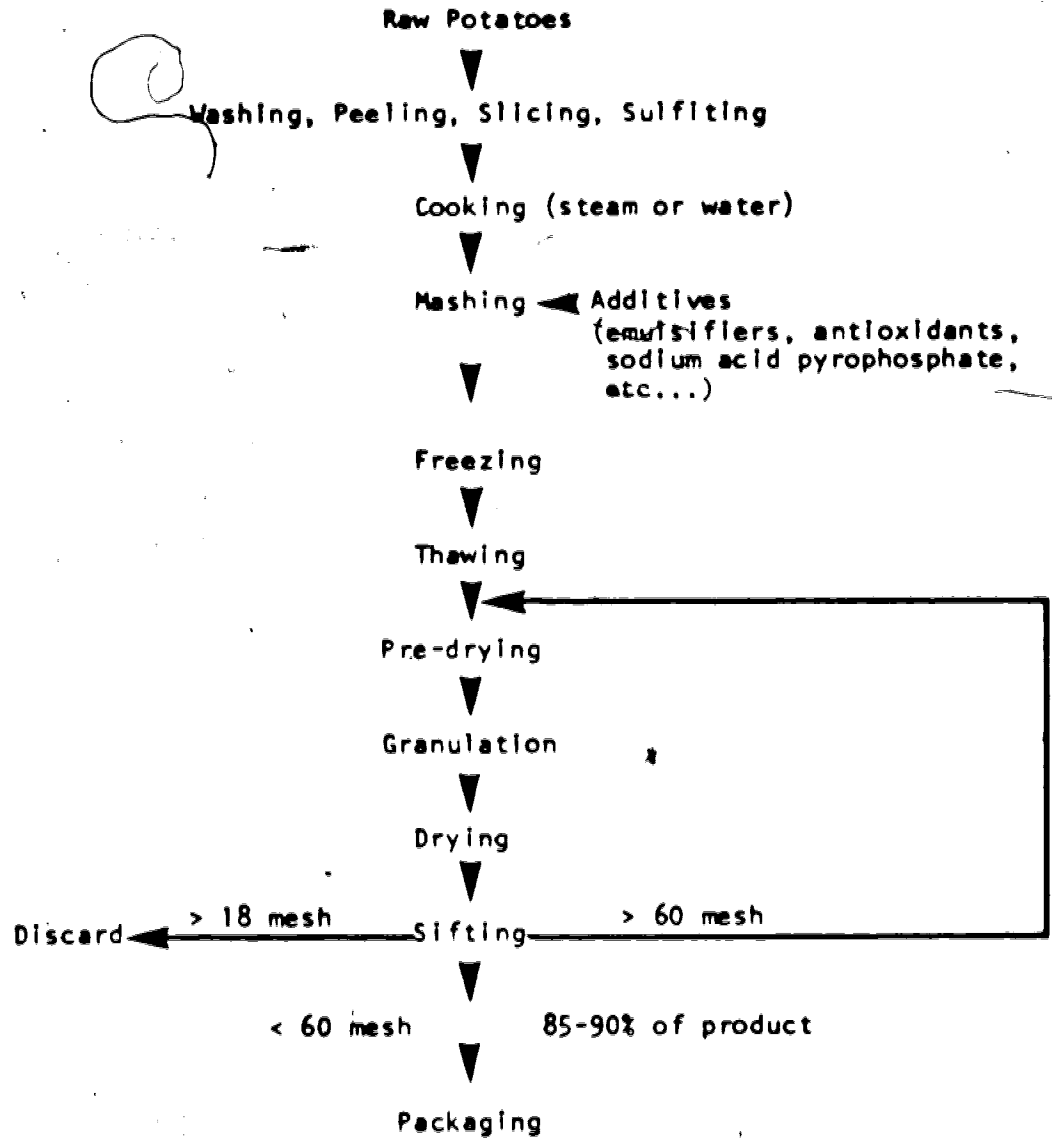 Raw Potatoes
Washing, Peeling, Slicing, Sulfiting
Cooking (steam or water)
Mashing
Additives
(emulsifiers, antioxidants,
sodium acid pyrophosphate,
etc...)
Freezing
Thawing
Pre-drying
Granulation
Drying
> 18 mesh
> 60 mesh
Discard
Sifting
< 60 mesh
85-90% of product
Packaging